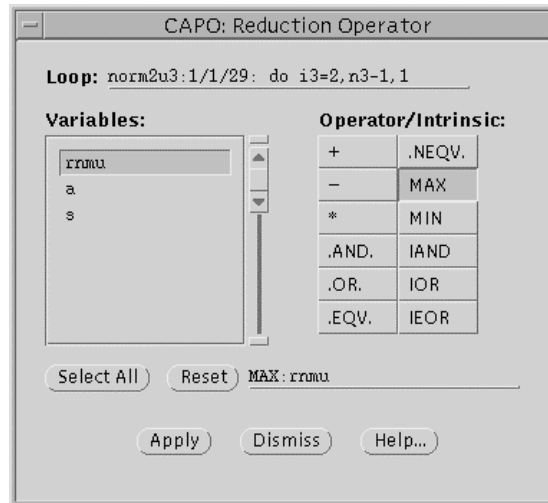 CAPO: Reduction Operator
Loop: norm2u3:1/1/29: do i3=2,n3-1,1
Variables: Operator/Intrinsic:
rnmu
a
s
+ .NEQV.
− MAX
* MIN
.AND. IAND
.OR. IOR
.EQV. IEOR
Select All Reset MAX:rnmu
Apply Dismiss Help...